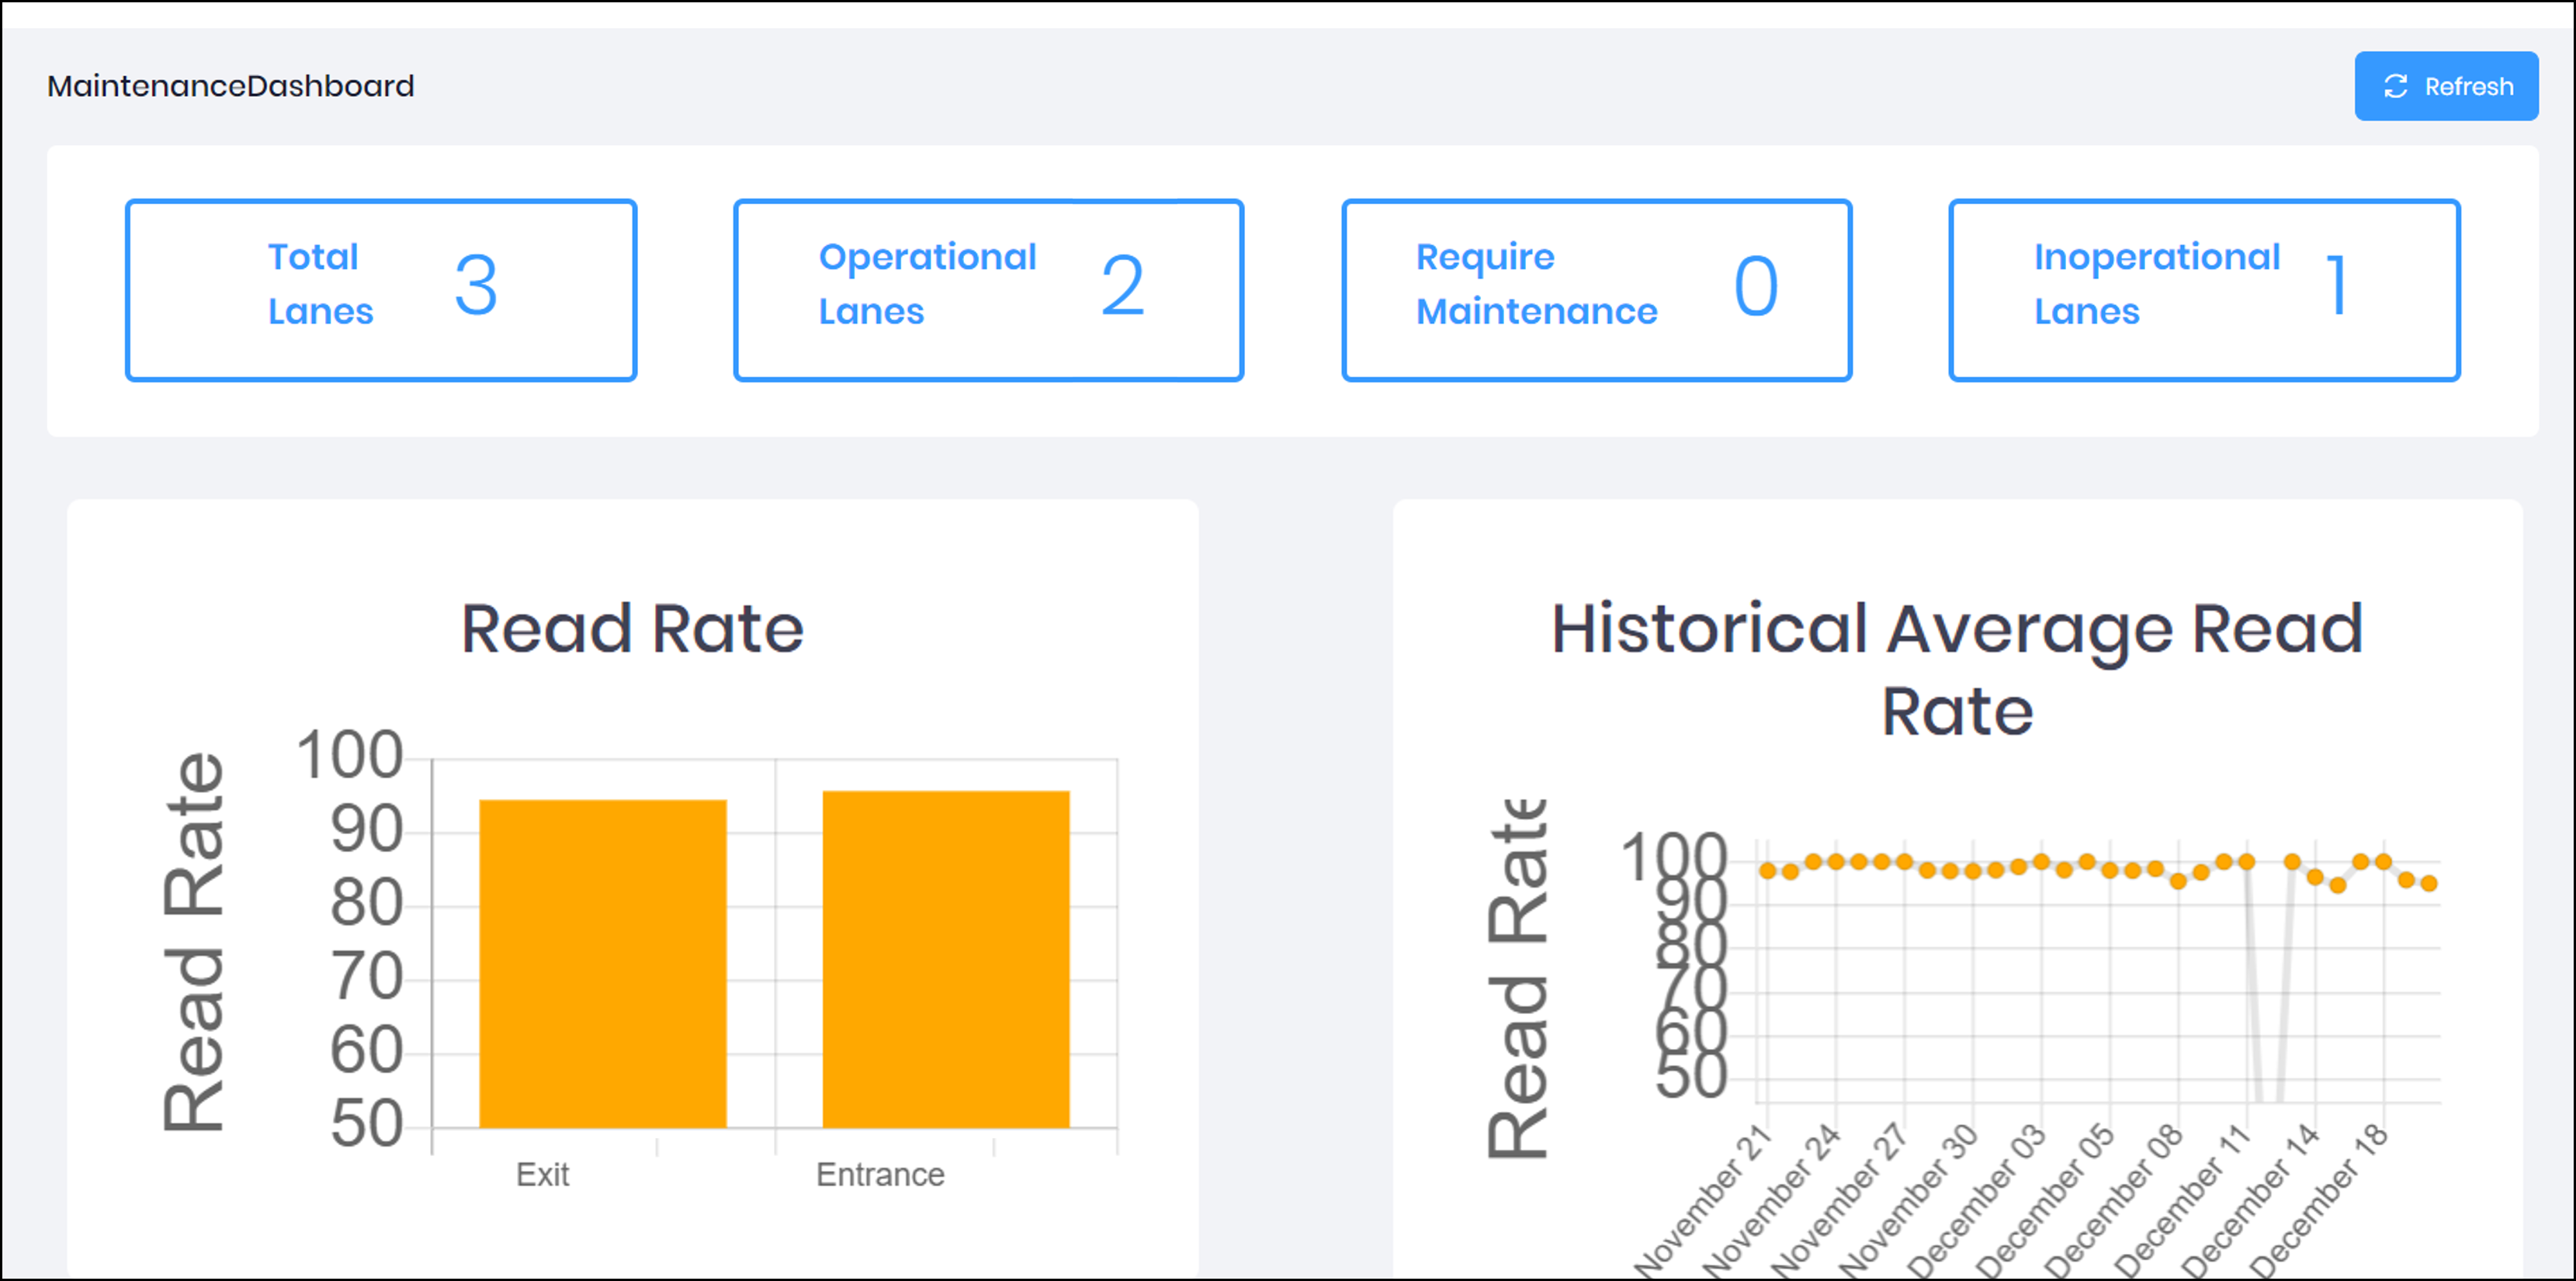 MaintenanceDashboard
Refresh
Total
Lanes
3
Operational
Lanes
2
Require
Maintenance
0
Inoperational
Lanes
1
Read Rate
Read Rate
100
90
80
70
60
50
Exit
Entrance
Historical Average Read
Rate
Read Rate
100
90
80
70
60
50
November 21
November 24
November 27
November 30
December 03
December 05
December 08
December 11
December 14
December 18